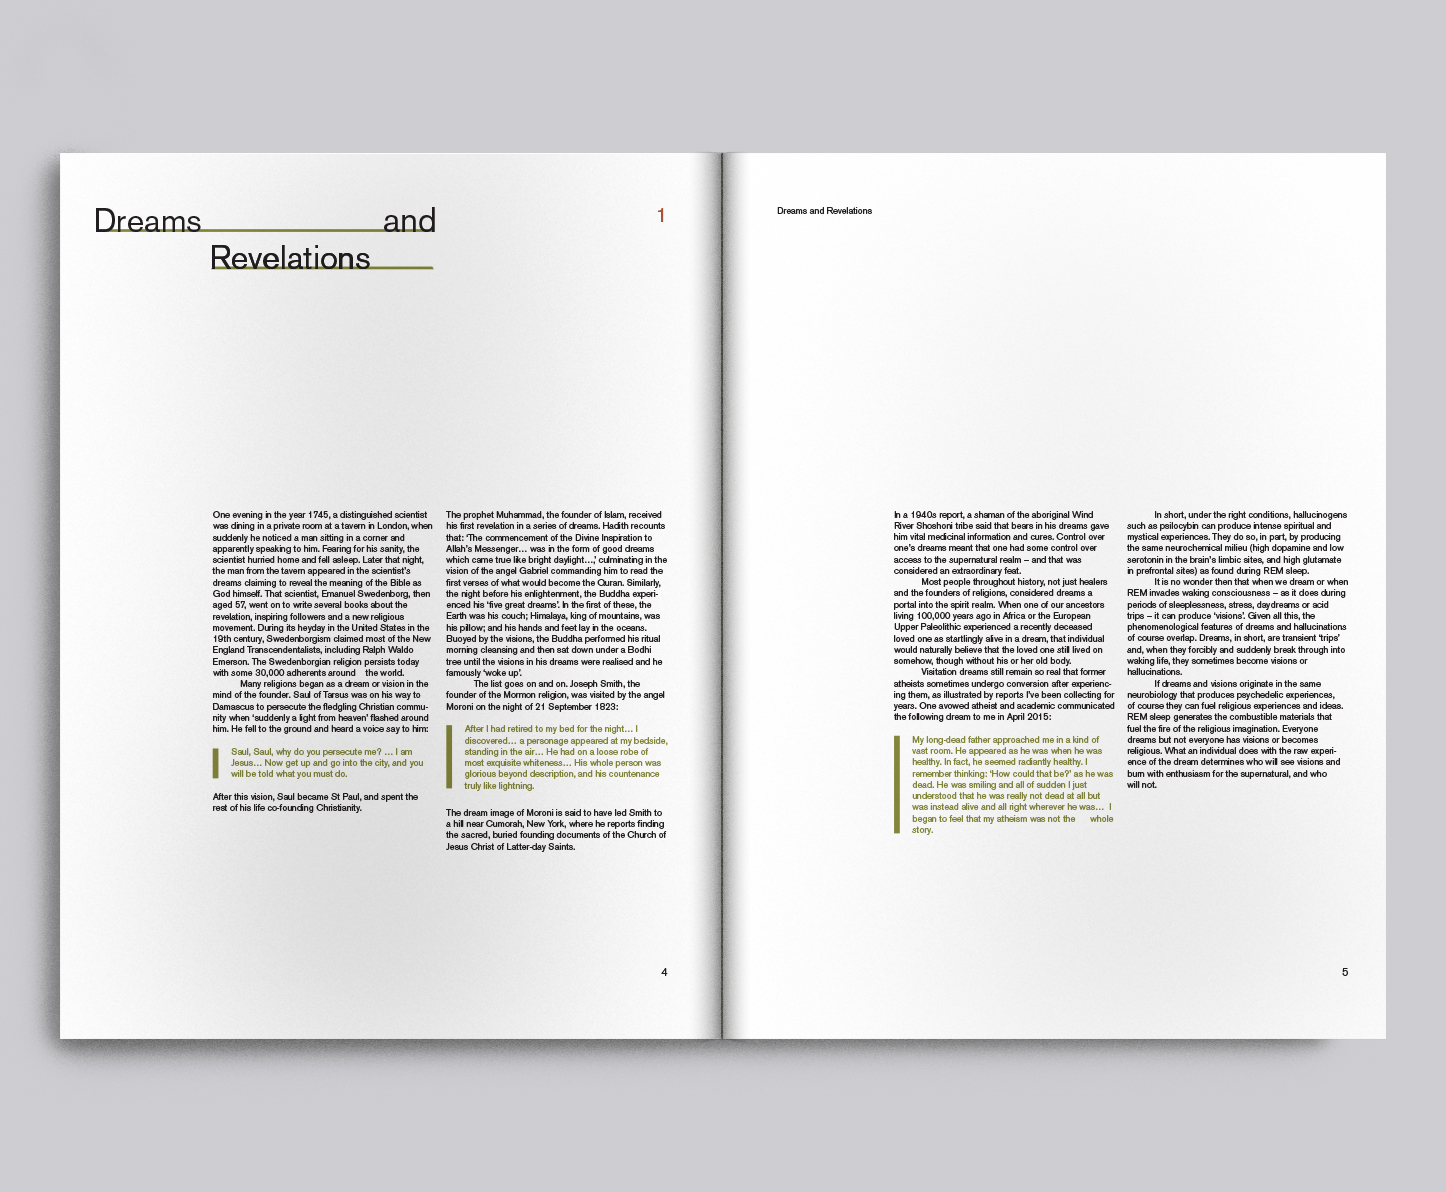 Dreams and
Revelations
1
One evening in the year 1745, a distinguished scientist
was dining in a private room at a tavern in London, when
suddenly he noticed a man sitting in a corner and
apparently speaking to him. Fearing for his sanity, the
scientist hurried home and fell asleep. Later that night,
the man from the tavern appeared in the scientist's
dreams claiming to reveal the meaning of the Bible as
God himself. That scientist, Emanuel Swedenborg, then
aged 57, went on to write several books about the
revelation, inspiring followers and a new religious
movement. During its heyday in the United States in the
19th century, Swedenborgism claimed most of the New
England Transcendentalists, including Ralph Waldo
Emerson. The Swedenborgian religion persists today
with some 30,000 adherents around the world.
Many religions began as a dream or vision in the
mind of the founder. Saul of Tarsus was on his way to
Damascus to persecute the fledgling Christian commu-
nity when 'suddenly a light from heaven' flashed around
him. He fell to the ground and heard a voice say to him:
Saul, Saul, why do you persecute me? … I am
Jesus… Now get up and go into the city, and you
will be told what you must do.
After this vision, Saul became St Paul, and spent the
rest of his life co-founding Christianity.
The prophet Muhammad, the founder of Islam, received
his first revelation in a series of dreams. Hadith recounts
that: 'The commencement of the Divine Inspiration to
Allah's Messenger… was in the form of good dreams
which came true like bright daylight…,' culminating in the
vision of the angel Gabriel commanding him to read the
first verses of what would become the Quran. Similarly,
the night before his enlightenment, the Buddha experi-
enced his 'five great dreams'. In the first of these, the
Earth was his couch; Himalaya, king of mountains, was
his pillow; and his hands and feet lay in the oceans.
Buoyed by the visions, the Buddha performed his ritual
morning cleansing and then sat down under a Bodhi
tree until the visions in his dreams were realised and he
famously 'woke up'.
The list goes on and on. Joseph Smith, the
founder of the Mormon religion, was visited by the angel
Moroni on the night of 21 September 1823:
After I had retired to my bed for the night… I
discovered… a personage appeared at my bedside,
standing in the air… He had on a loose robe of
most exquisite whiteness… His whole person was
glorious beyond description, and his countenance
truly like lightning.
The dream image of Moroni is said to have led Smith to
a hill near Cumorah, New York, where he reports finding
the sacred, buried founding documents of the Church of
Jesus Christ of Latter-day Saints.
4
Dreams and Revelations
In a 1940s report, a shaman of the aboriginal Wind
River Shoshoni tribe said that bears in his dreams gave
him vital medicinal information and cures. Control over
one's dreams meant that one had some control over
access to the supernatural realm – and that was
considered an extraordinary feat.
Most people throughout history, not just healers
and the founders of religions, considered dreams a
portal into the spirit realm. When one of our ancestors
living 100,000 years ago in Africa or the European
Upper Paleolithic experienced a recently deceased
loved one as startlingly alive in a dream, that individual
would naturally believe that the loved one still lived on
somehow, though without his or her old body.
Visitation dreams still remain so real that former
atheists sometimes undergo conversion after experienc-
ing them, as illustrated by reports I've been collecting for
years. One avowed atheist and academic communicated
the following dream to me in April 2015:
My long-dead father approached me in a kind of
vast room. He appeared as he was when he was
healthy. In fact, he seemed radiantly healthy. I
remember thinking: 'How could that be?' as he was
dead. He was smiling and all of sudden I just
understood that he was really not dead at all but
was instead alive and all right wherever he was… I
began to feel that my atheism was not the whole
story.
In short, under the right conditions, hallucinogens
such as psilocybin can produce intense spiritual and
mystical experiences. They do so, in part, by producing
the same neurochemical milieu (high dopamine and low
serotonin in the brain's limbic sites, and high glutamate
in prefrontal sites) as found during REM sleep.
It is no wonder then that when we dream or when
REM invades waking consciousness – as it does during
periods of sleeplessness, stress, daydreams or acid
trips – it can produce 'visions'. Given all this, the
phenomenological features of dreams and hallucinations
of course overlap. Dreams, in short, are transient 'trips'
and, when they forcibly and suddenly break through into
waking life, they sometimes become visions or
hallucinations.
If dreams and visions originate in the same
neurobiology that produces psychedelic experiences,
of course they can fuel religious experiences and ideas.
REM sleep generates the combustible materials that
fuel the fire of the religious imagination. Everyone
dreams but not everyone has visions or becomes
religious. What an individual does with the raw experi-
ence of the dream determines who will see visions and
burn with enthusiasm for the supernatural, and who
will not.
5